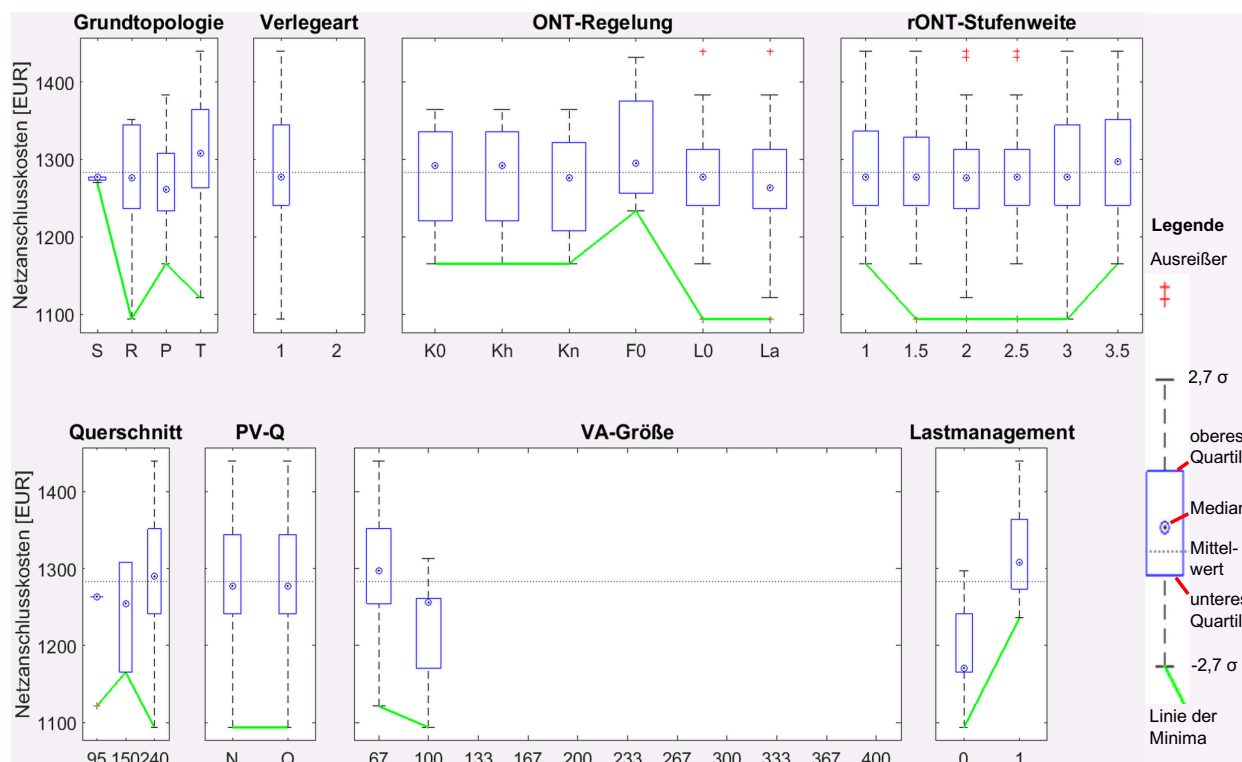 Grundtopologie
Verlegeart
ONT-Regelung
rONT-Stufenweite
Netzanschlusskosten [EUR]
1400
1300
1200
1100
S R P T
1 2
K0 Kh Kn F0 L0 La
1 1.5 2 2.5 3 3.5
Querschnitt
PV-Q
VA-Größe
Lastmanagement
Netzanschlusskosten [EUR]
1400
1300
1200
1100
95 150 240
N
67 100 133 167 200 233 267 300 333 367 400
0 1
Legende
Ausreißer
2,7 σ
oberes
Quartil
Median
Mittel-
wert
unteres
Quartil
-2,7 σ
Linie der
Minima